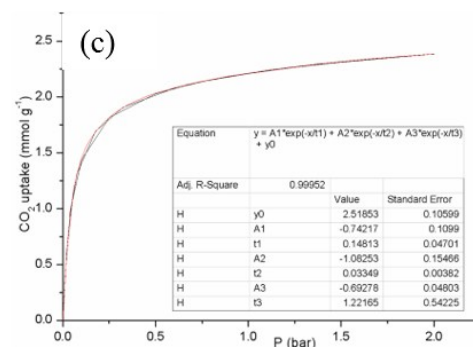 (c)
2.5
2.0
1.5
1.0
0.5
0.0
CO2 uptake (mmol g-1)
Equation y = A1*exp(-x/t1) + A2*exp(-x/t2) + A3*exp(-x/t3)
+ y0
Adj. R-Square 0.99952
Value Standard Error
H y0 2.51853 0.10599
H A1 -0.74217 0.1099
H t1 0.14813 0.04701
H A2 -1.08253 0.15466
H t2 0.03349 0.00382
H A3 -0.69278 0.04803
H t3 1.22165 0.54225
0.0 0.5 1.0 1.5 2.0
P (bar)